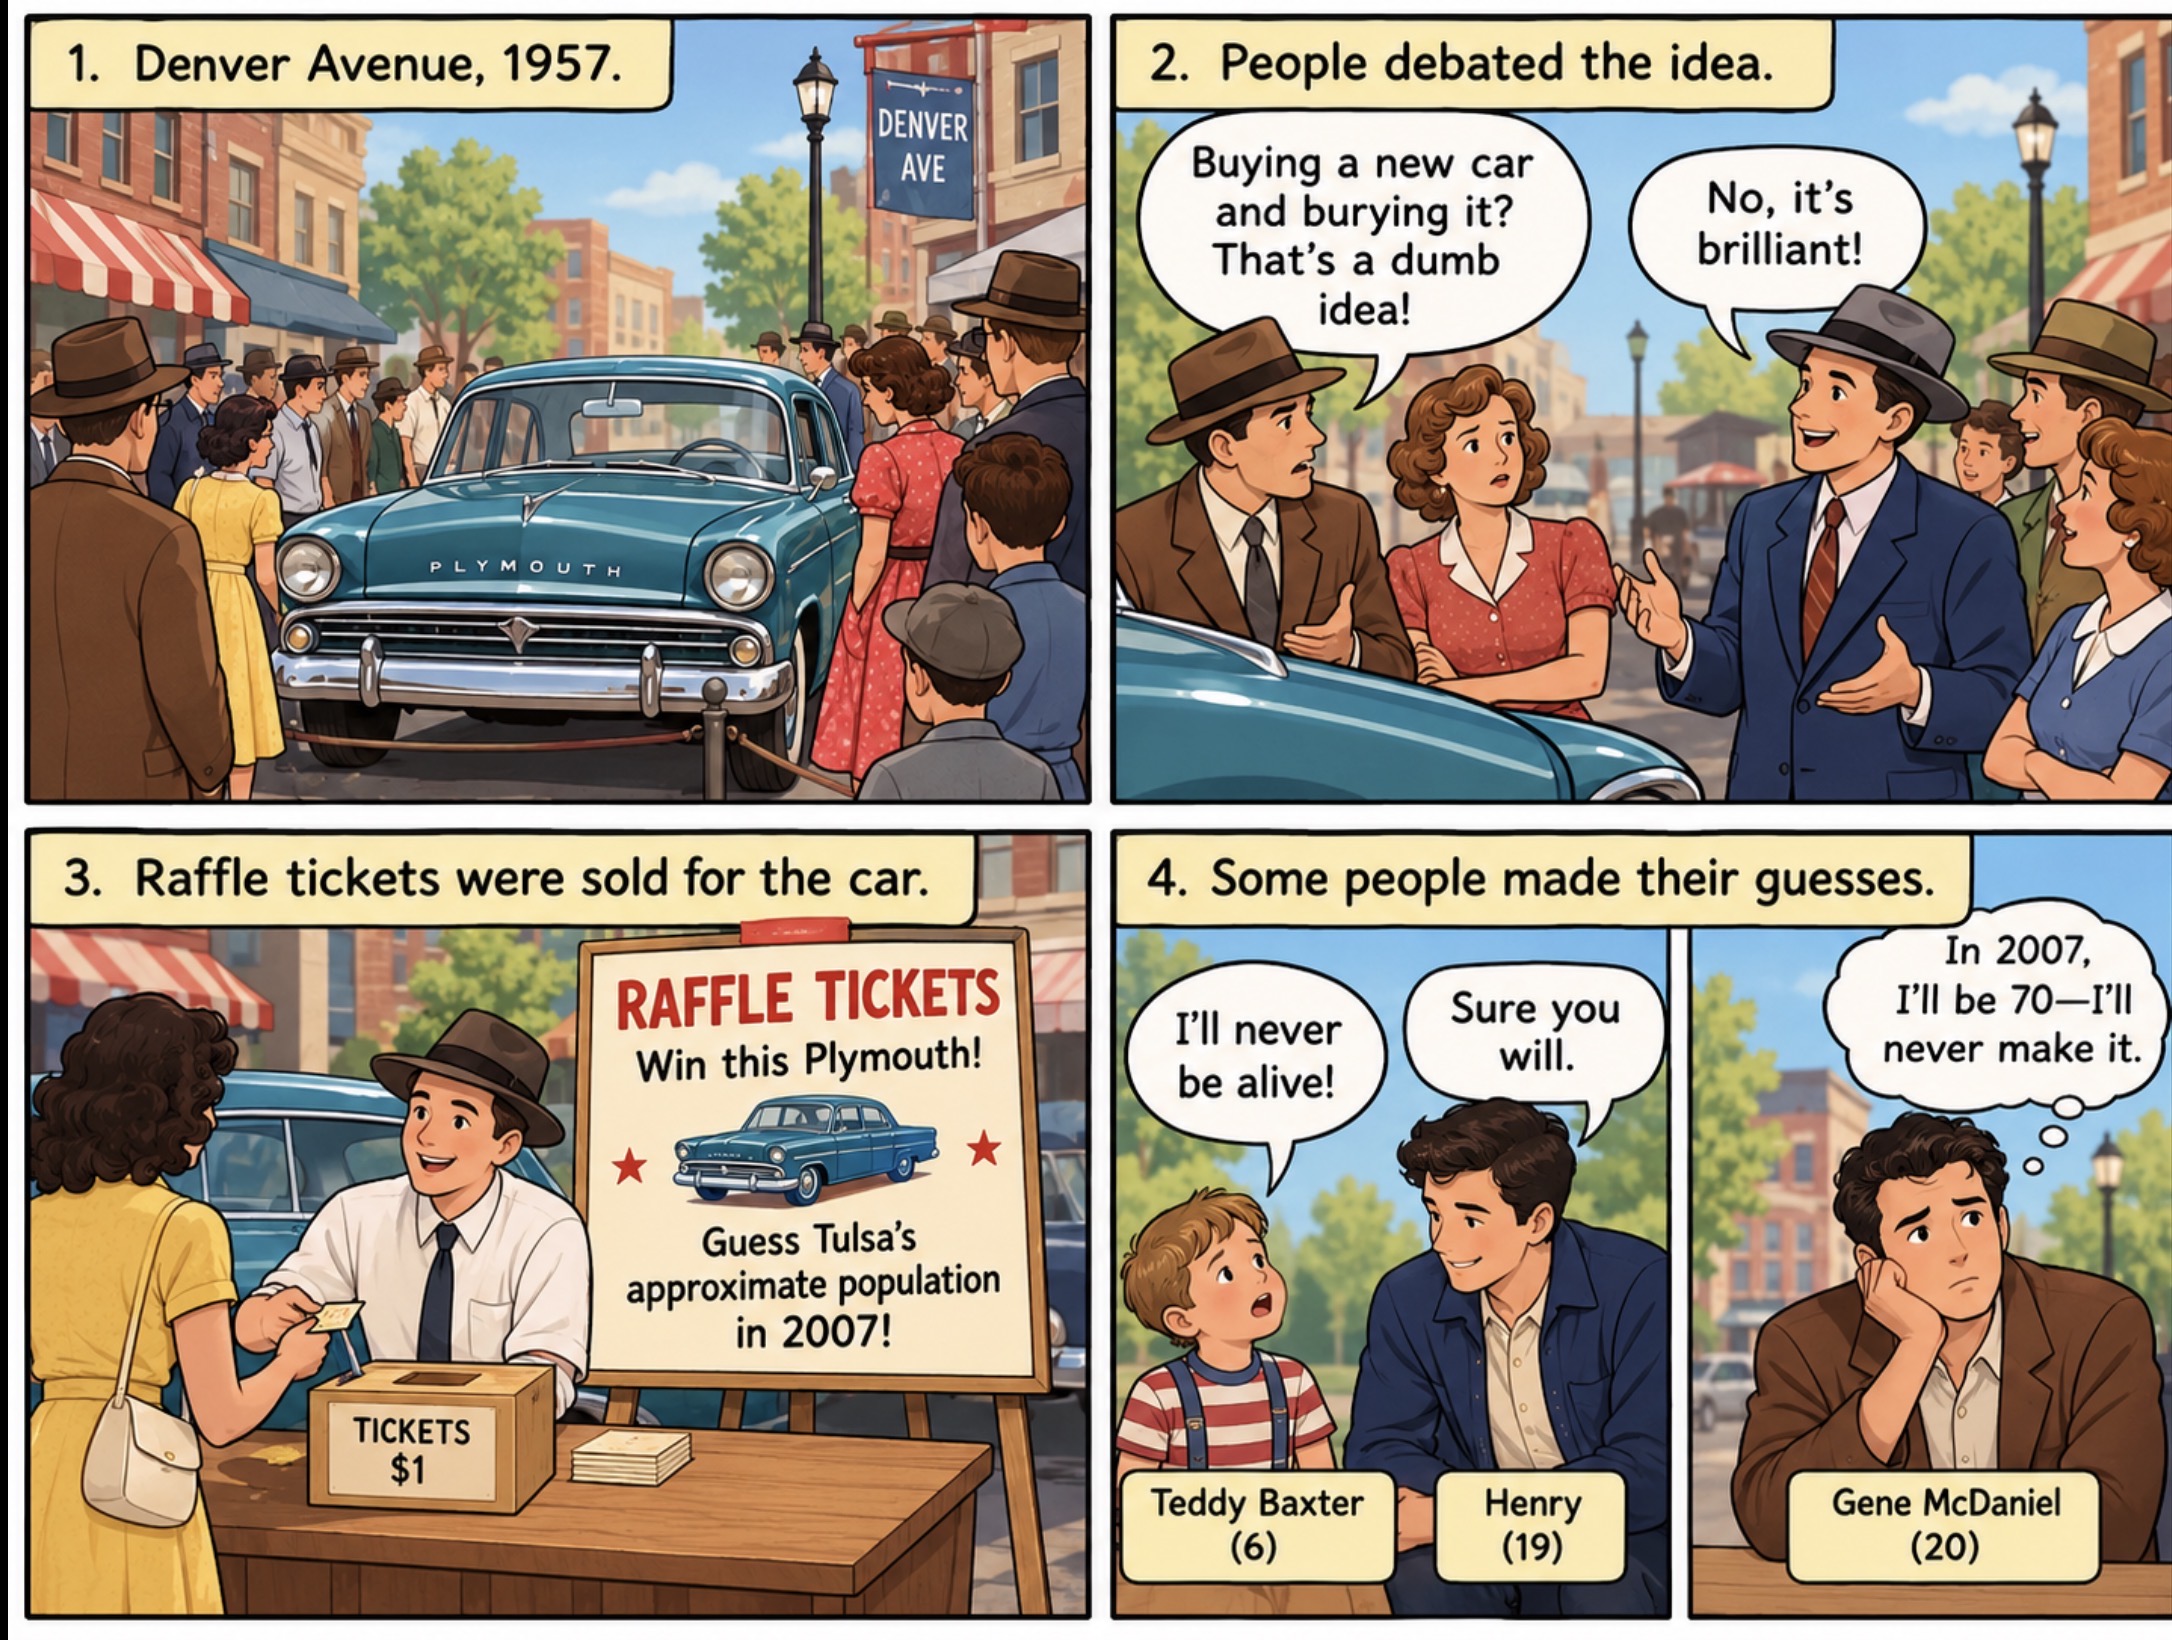 1. Denver Avenue, 1957.
DENVER
AVE
PLYMOUTH
2. People debated the idea.
Buying a new car
and burying it?
That's a dumb
idea!
No, it's
brilliant!
3. Raffle tickets were sold for the car.
RAFFLE TICKETS
Win this Plymouth!
Guess Tulsa's
approximate population
in 2007!
TICKETS
$1
4. Some people made their guesses.
I'll never
be alive!
Sure you
will.
Teddy Baxter
(6)
Henry
(19)
In 2007,
I'll be 70—I'll
never make it.
Gene McDaniel
(20)